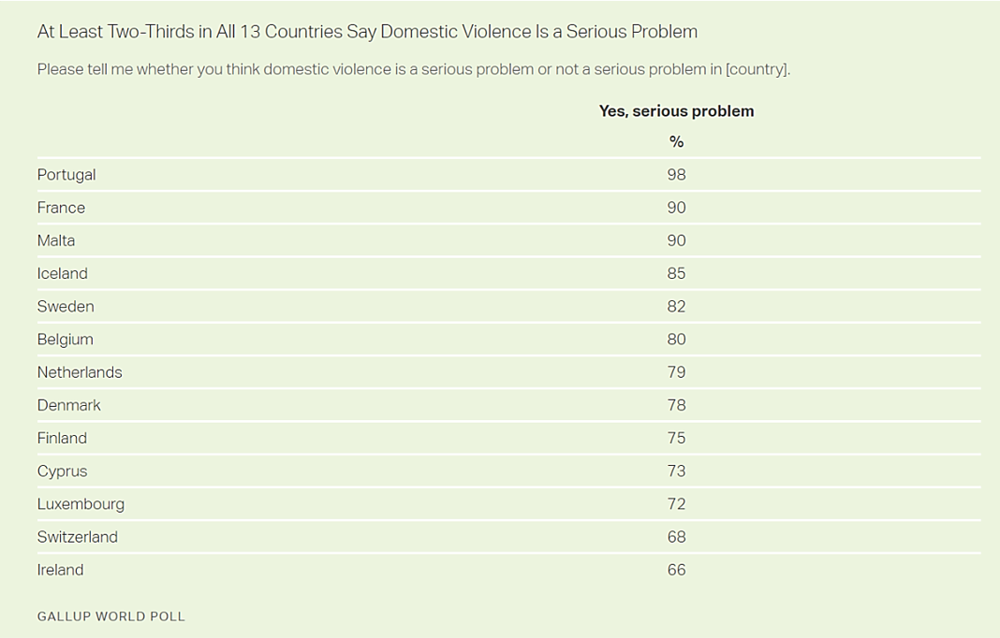 At Least Two-Thirds in All 13 Countries Say Domestic Violence Is a Serious Problem
Please tell me whether you think domestic violence is a serious problem or not a serious problem in [country].
Yes, serious problem
%
Portugal 98
France 90
Malta 90
Iceland 85
Sweden 82
Belgium 80
Netherlands 79
Denmark 78
Finland 75
Cyprus 73
Luxembourg 72
Switzerland 68
Ireland 66
GALLUP WORLD POLL